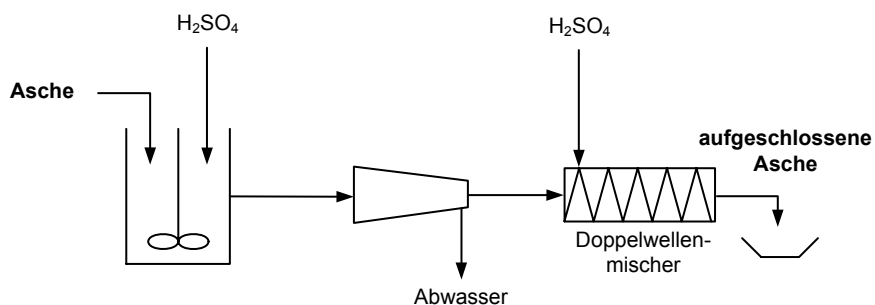 H₂SO₄
H₂SO₄
Asche
aufgeschlossene
Asche
Doppelwellen-
mischer
Abwasser